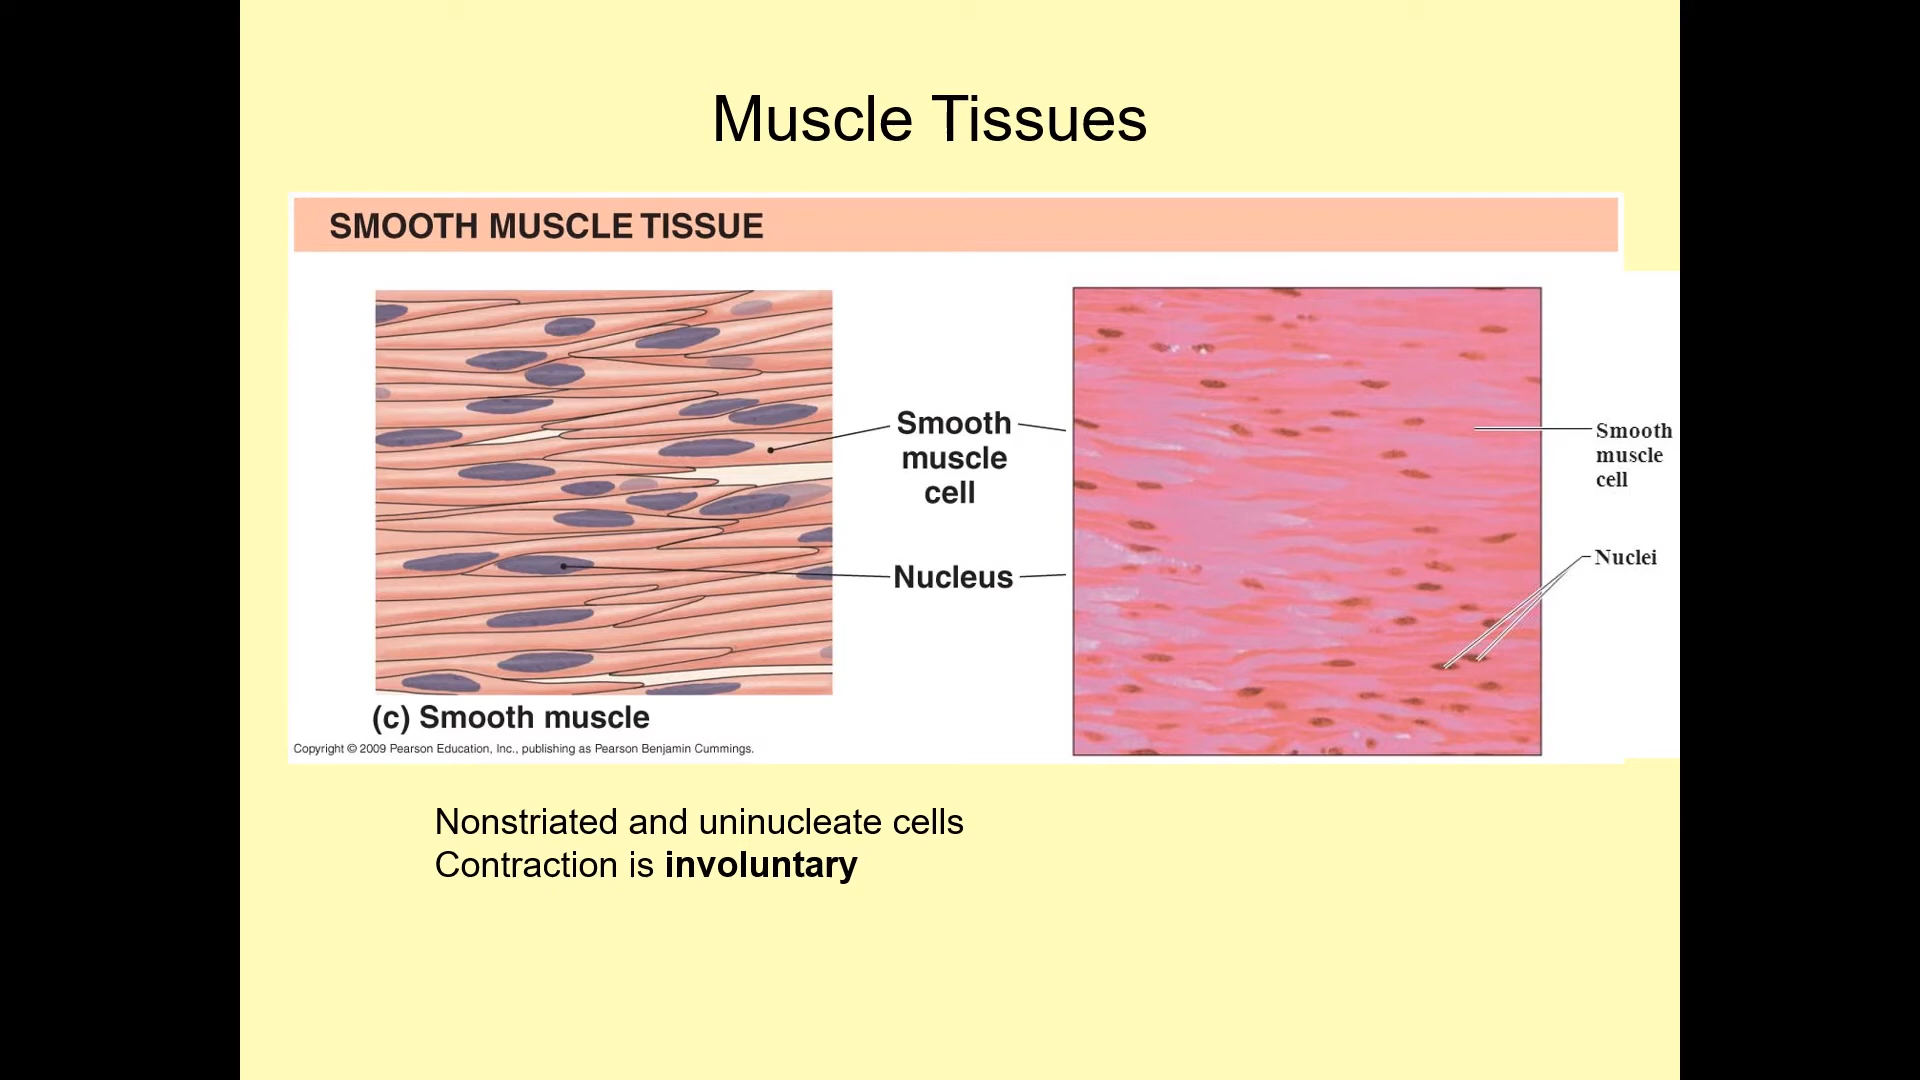 Muscle Tissues
SMOOTH MUSCLE TISSUE
Smooth
muscle
cell
Nucleus
Smooth
muscle
cell
Nuclei
(c) Smooth muscle
Copyright © 2009 Pearson Education, Inc., publishing as Pearson Benjamin Cummings.
Nonstriated and uninucleate cells
Contraction is involuntary